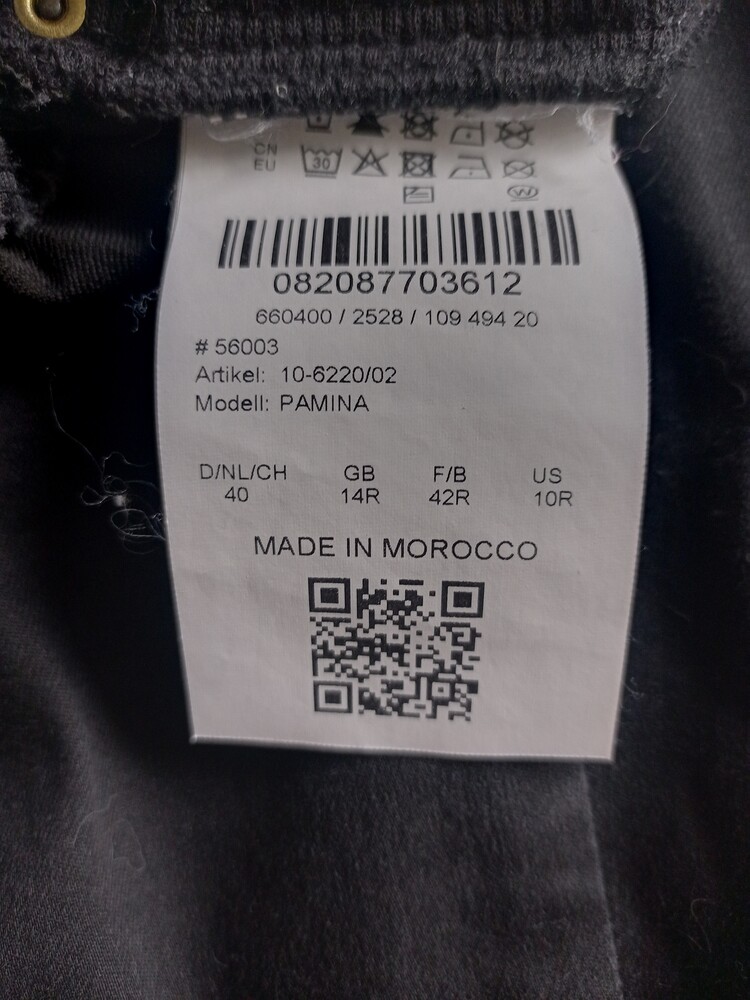 CN
EU
30
W
082087703612
660400 / 2528 / 109 494 20
# 56003
Artikel: 10-6220/02
Modell: PAMINA
D/NL/CH GB F/B US
40 14R 42R 10R
MADE IN MOROCCO